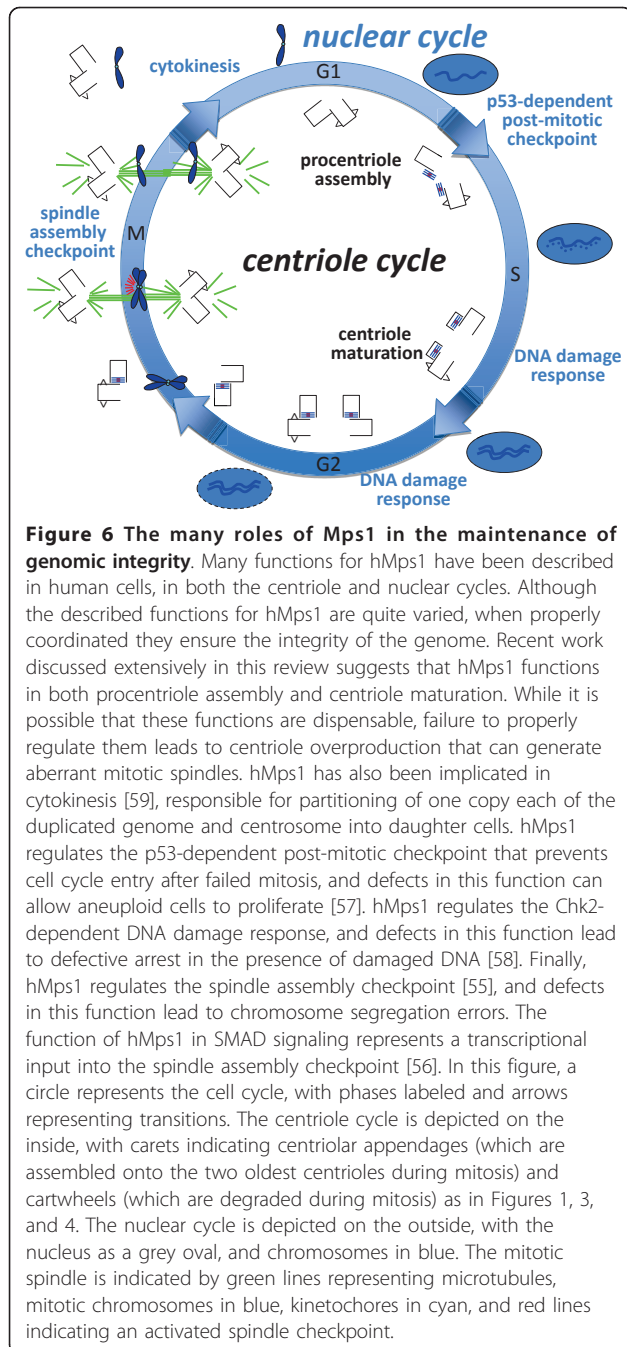 nuclear cycle
cytokinesis
G1
p53-dependent
post-mitotic
checkpoint
procentriole
assembly
spindle
assembly
checkpoint
M
centriole cycle
S
centriole
maturation
DNA damage
response
G2
DNA damage
response
Figure 6 The many roles of Mps1 in the maintenance of
genomic integrity. Many functions for hMps1 have been described
in human cells, in both the centriole and nuclear cycles. Although
the described functions for hMps1 are quite varied, when properly
coordinated they ensure the integrity of the genome. Recent work
discussed extensively in this review suggests that hMps1 functions
in both procentriole assembly and centriole maturation. While it is
possible that these functions are dispensable, failure to properly
regulate them leads to centriole overproduction that can generate
aberrant mitotic spindles. hMps1 has also been implicated in
cytokinesis [59], responsible for partitioning of one copy each of the
duplicated genome and centrosome into daughter cells. hMps1
regulates the p53-dependent post-mitotic checkpoint that prevents
cell cycle entry after failed mitosis, and defects in this function can
allow aneuploid cells to proliferate [57]. hMps1 regulates the Chk2-
dependent DNA damage response, and defects in this function lead
to defective arrest in the presence of damaged DNA [58]. Finally,
hMps1 regulates the spindle assembly checkpoint [55], and defects
in this function lead to chromosome segregation errors. The
function of hMps1 in SMAD signaling represents a transcriptional
input into the spindle assembly checkpoint [56]. In this figure, a
circle represents the cell cycle, with phases labeled and arrows
representing transitions. The centriole cycle is depicted on the
inside, with carets indicating centriolar appendages (which are
assembled onto the two oldest centrioles during mitosis) and
cartwheels (which are degraded during mitosis) as in Figures 1, 3,
and 4. The nuclear cycle is depicted on the outside, with the
nucleus as a grey oval, and chromosomes in blue. The mitotic
spindle is indicated by green lines representing microtubules,
mitotic chromosomes in blue, kinetochores in cyan, and red lines
indicating an activated spindle checkpoint.